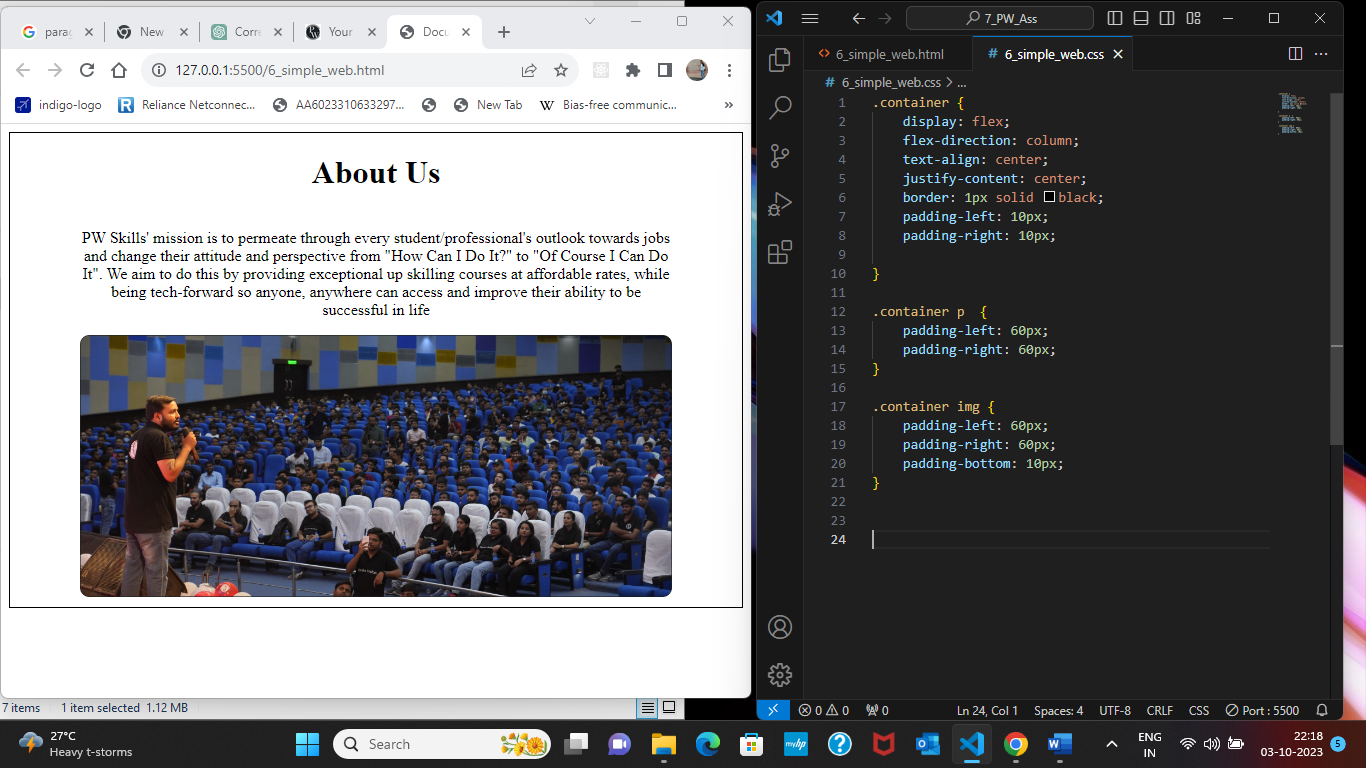 parag
New
Corre
Your
Docu
127.0.0.1:5500/6_simple_web.html
indigo-logo
Reliance Netconnec...
AA6023310633297...
New Tab
W
Bias-free communic...
»
About Us
PW Skills' mission is to permeate through every student/professional's outlook towards jobs
and change their attitude and perspective from "How Can I Do It?" to "Of Course I Can Do
It". We aim to do this by providing exceptional up skilling courses at affordable rates, while
being tech-forward so anyone, anywhere can access and improve their ability to be
successful in life
7 items
1 item selected 1.12 MB
7_PW_Ass
6_simple_web.html
# 6_simple_web.css
# 6_simple_web.css > ...
1 .container {
2 display: flex;
3 flex-direction: column;
4 text-align: center;
5 justify-content: center;
6 border: 1px solid black;
7 padding-left: 10px;
8 padding-right: 10px;
9
10 }
11
12 .container p  {
13 padding-left: 60px;
14 padding-right: 60px;
15 }
16
17 .container img {
18 padding-left: 60px;
19 padding-right: 60px;
20 padding-bottom: 10px;
21 }
22
23
24
0 0 0
Ln 24, Col 1
Spaces: 4
UTF-8
CRLF
CSS
Port : 5500
27°C
Heavy t-storms
Search
myhp
ENG
IN
22:18
03-10-2023
5